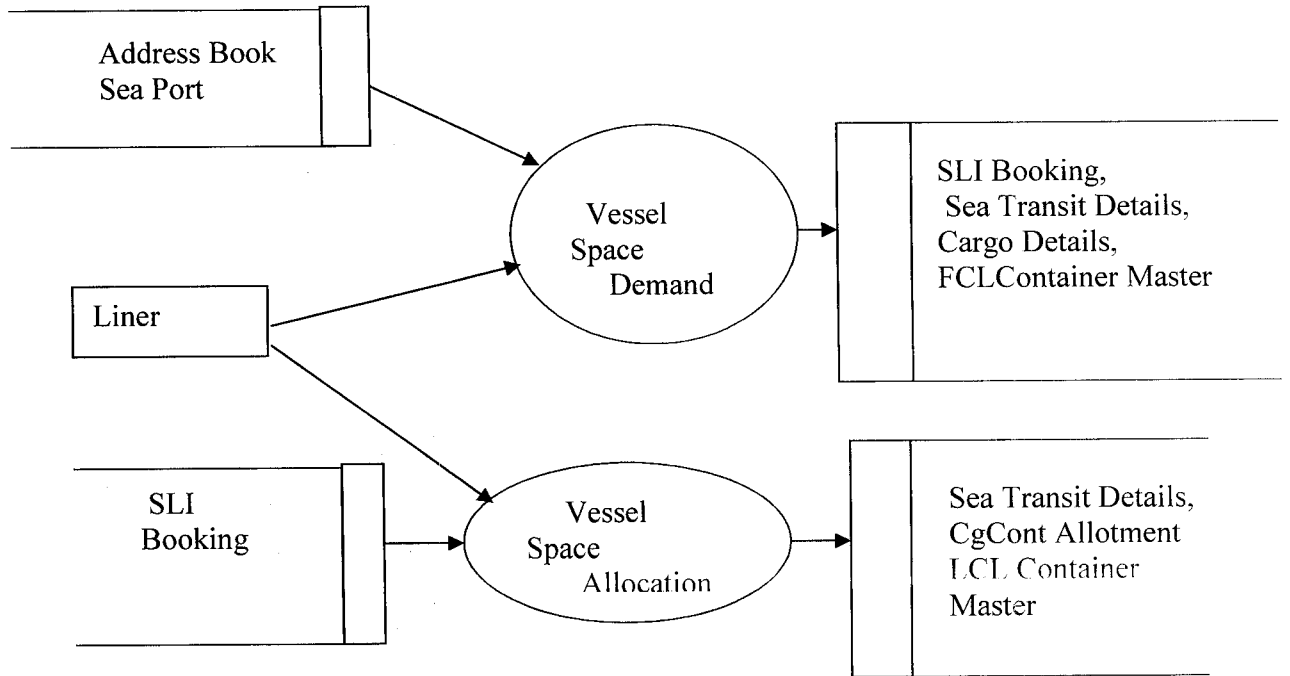 Address Book
Sea Port
Vessel
Space
Demand
SLI Booking,
Sea Transit Details,
Cargo Details,
FCLContainer Master
Liner
SLI
Booking
Vessel
Space
Allocation
Sea Transit Details,
CgCont Allotment
LCL Container
Master